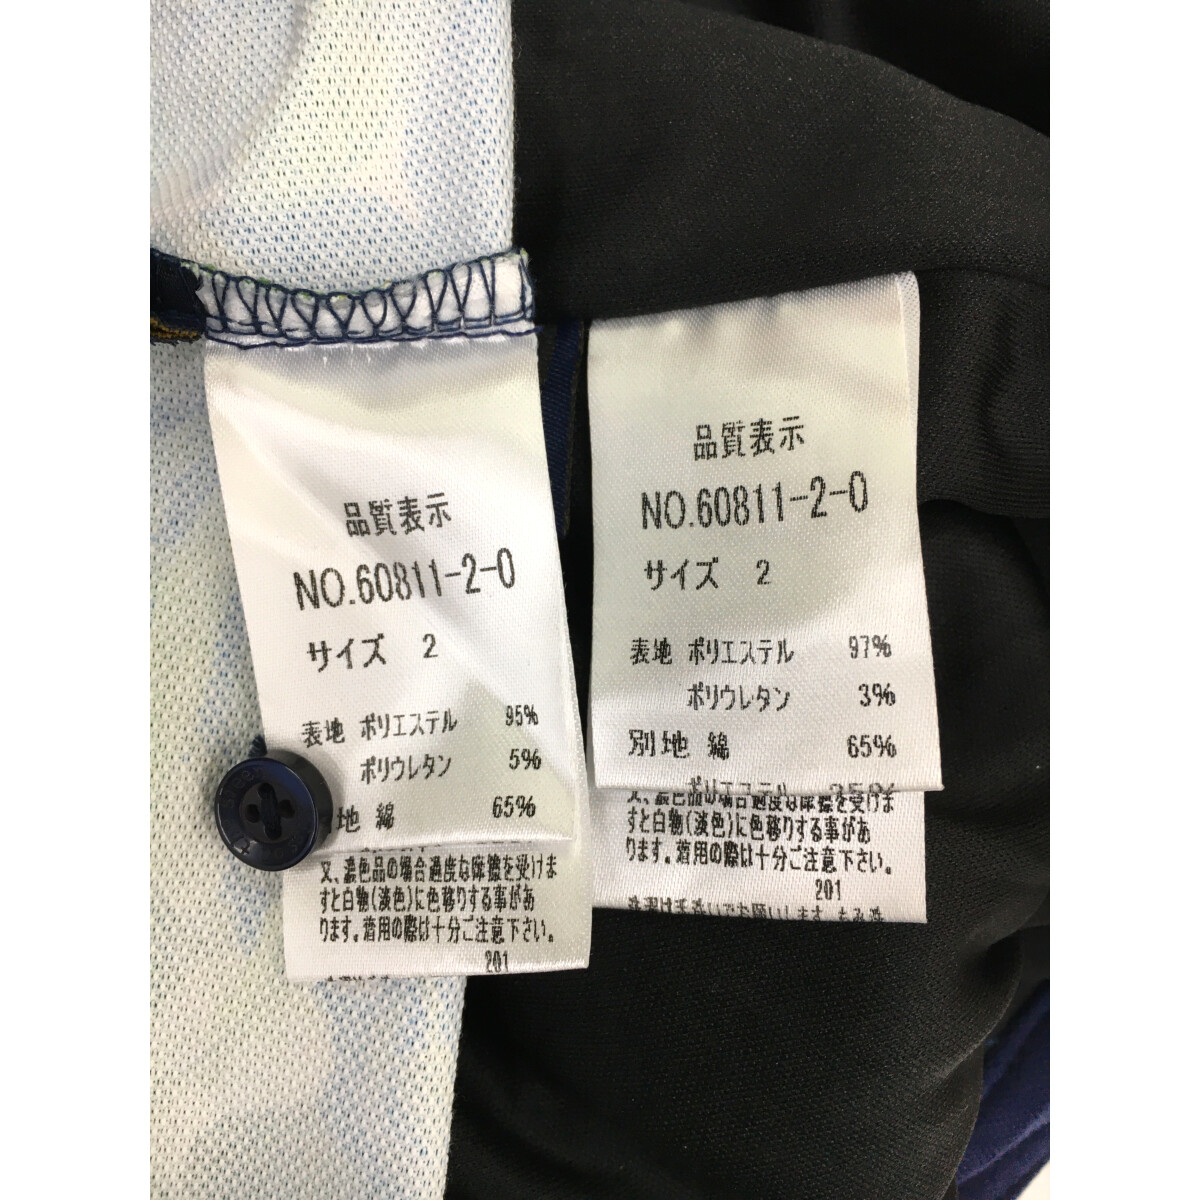 品質表示
NO.60811-2-0
サイズ 2
表地 ポリエステル 95%
ポリウレタン 5%
地 綿 65%
又、濃色品の場合過度な摩擦を受けま
すと白物(淡色)に色移りする事があ
ります。着用の際は十分ご注意下さい。
201
品質表示
NO.60811-2-0
サイズ 2
表地 ポリエステル 97%
ポリウレタン 3%
別地 綿 65%
ポリエステル 35%
又、濃色品の場合過度な摩擦を受けま
すと白物(淡色)に色移りする事があ
ります。着用の際は十分ご注意下さい。
201